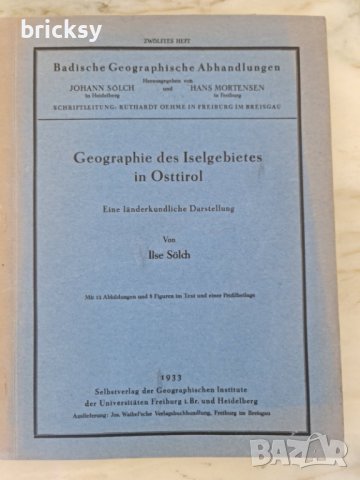 bricksy
ZWÖLFTES HEFT
Badische Geographische Abhandlungen
Herausgegeben von
JOHANN SÖLCH und HANS MORTENSEN
in Heidelberg in Freiburg
SCHRIFTLEITUNG: RUTHARDT OEHME IN FREIBURG IM BREISGAU
Geographie des Iselgebietes
in Osttirol
Eine länderkundliche Darstellung
Von
Ilse Sölch
Mit 12 Abbildungen und 8 Figuren im Text und einer Profilbeilage
1933
Selbstverlag der Geographischen Institute
der Universitäten Freiburg i. Br. und Heidelberg
Auslieferung: Jos. Waibel'sche Verlagsbuchhandlung, Freiburg im Breisgau
BAZAR
bg